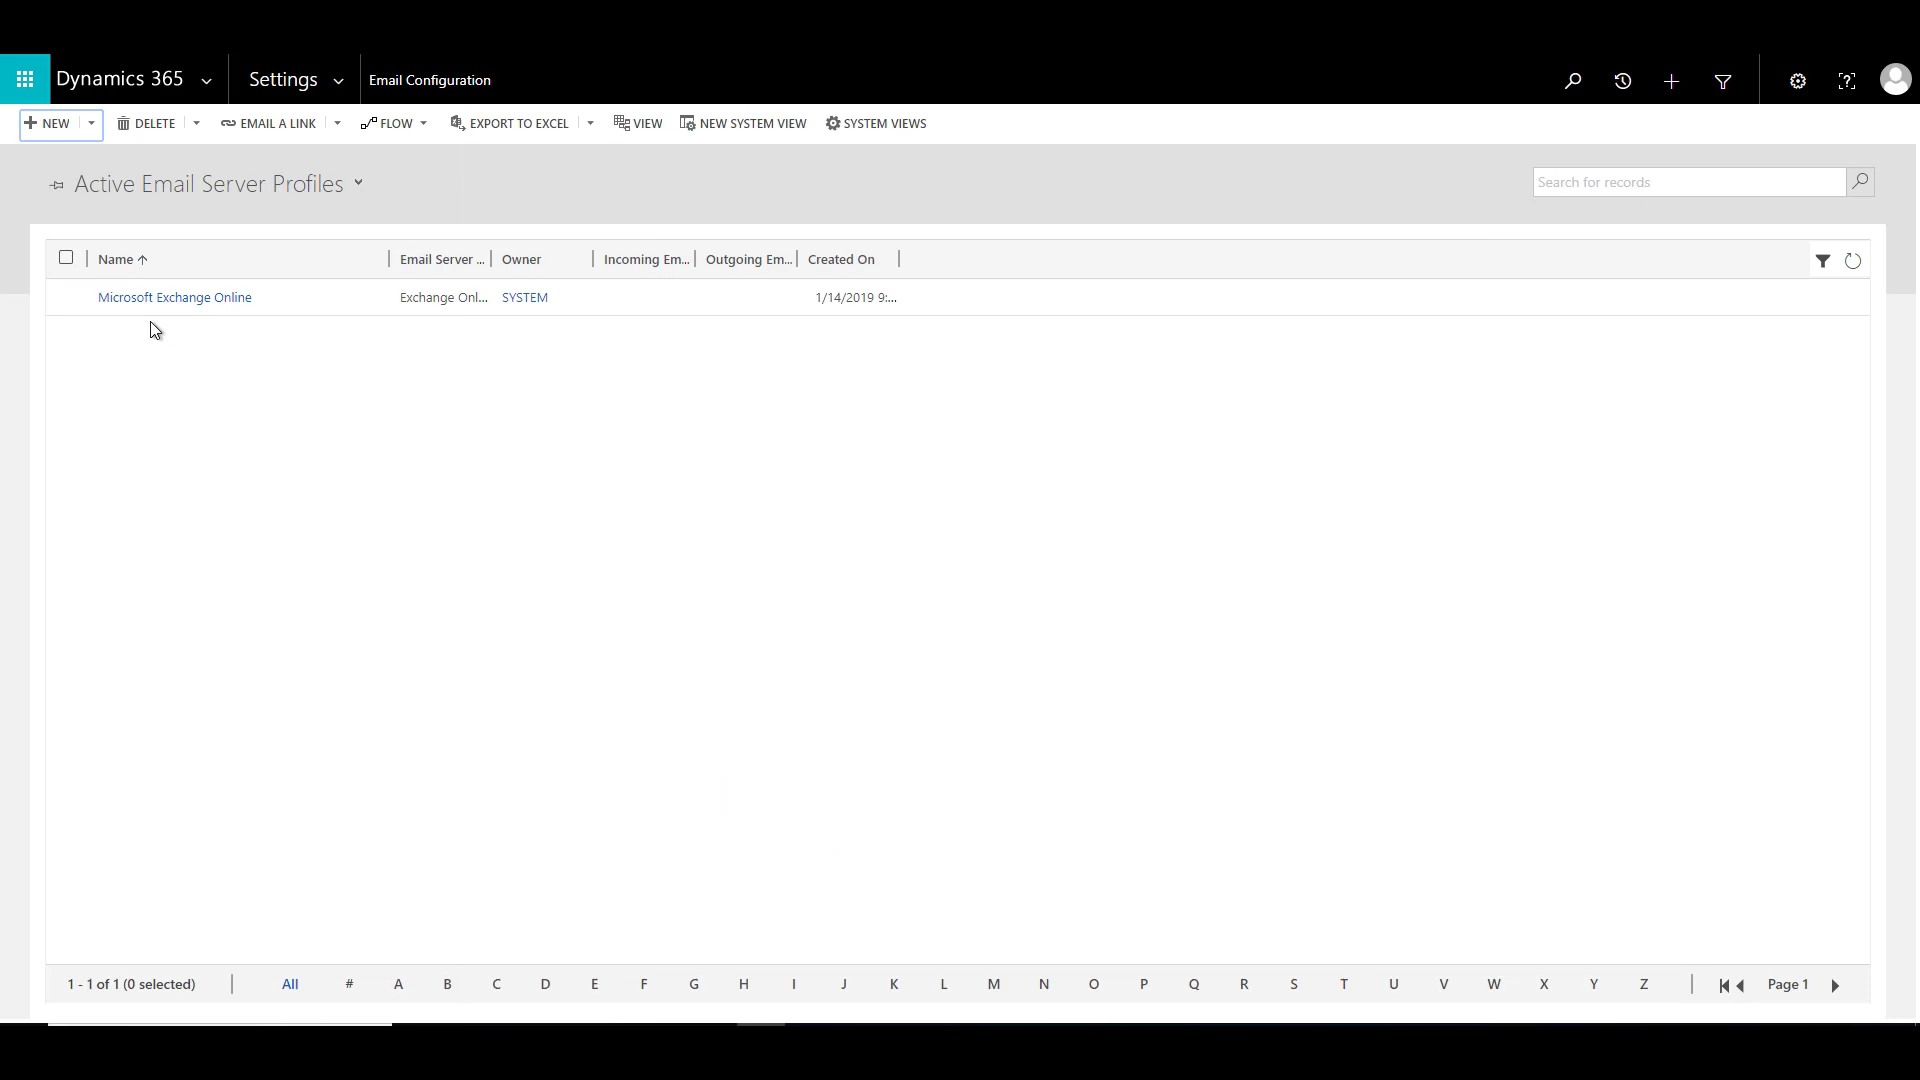 Dynamics 365 Settings Email Configuration
NEW DELETE EMAIL A LINK FLOW EXPORT TO EXCEL VIEW NEW SYSTEM VIEW SYSTEM VIEWS
Active Email Server Profiles Search for records
Name Email Server ... Owner Incoming Em... Outgoing Em... Created On
Microsoft Exchange Online Exchange Onl... SYSTEM 1/14/2019 9:...
1 - 1 of 1 (0 selected) All # A B C D E F G H I J K L M N O P Q R S T U V W X Y Z Page 1